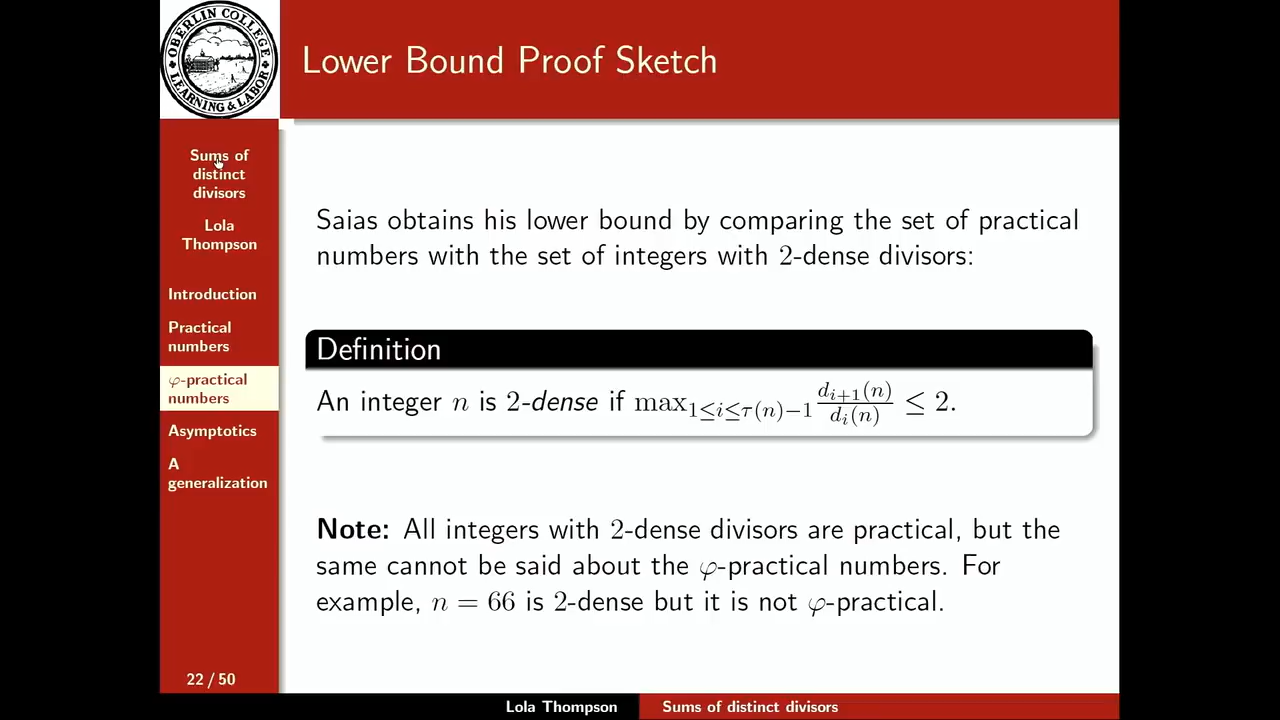 OBERLIN COLLEGE
LEARNING & LABOR
Lower Bound Proof Sketch
Sums of
distinct
divisors
Lola
Thompson
Introduction
Practical
numbers
φ-practical
numbers
Asymptotics
A
generalization
22 / 50
Saias obtains his lower bound by comparing the set of practical
numbers with the set of integers with 2-dense divisors:
Definition
An integer n is 2-dense if max_{1≤i≤τ(n)−1} d_{i+1}(n)/d_i(n) ≤ 2.
Note: All integers with 2-dense divisors are practical, but the
same cannot be said about the φ-practical numbers. For
example, n = 66 is 2-dense but it is not φ-practical.
Lola Thompson
Sums of distinct divisors